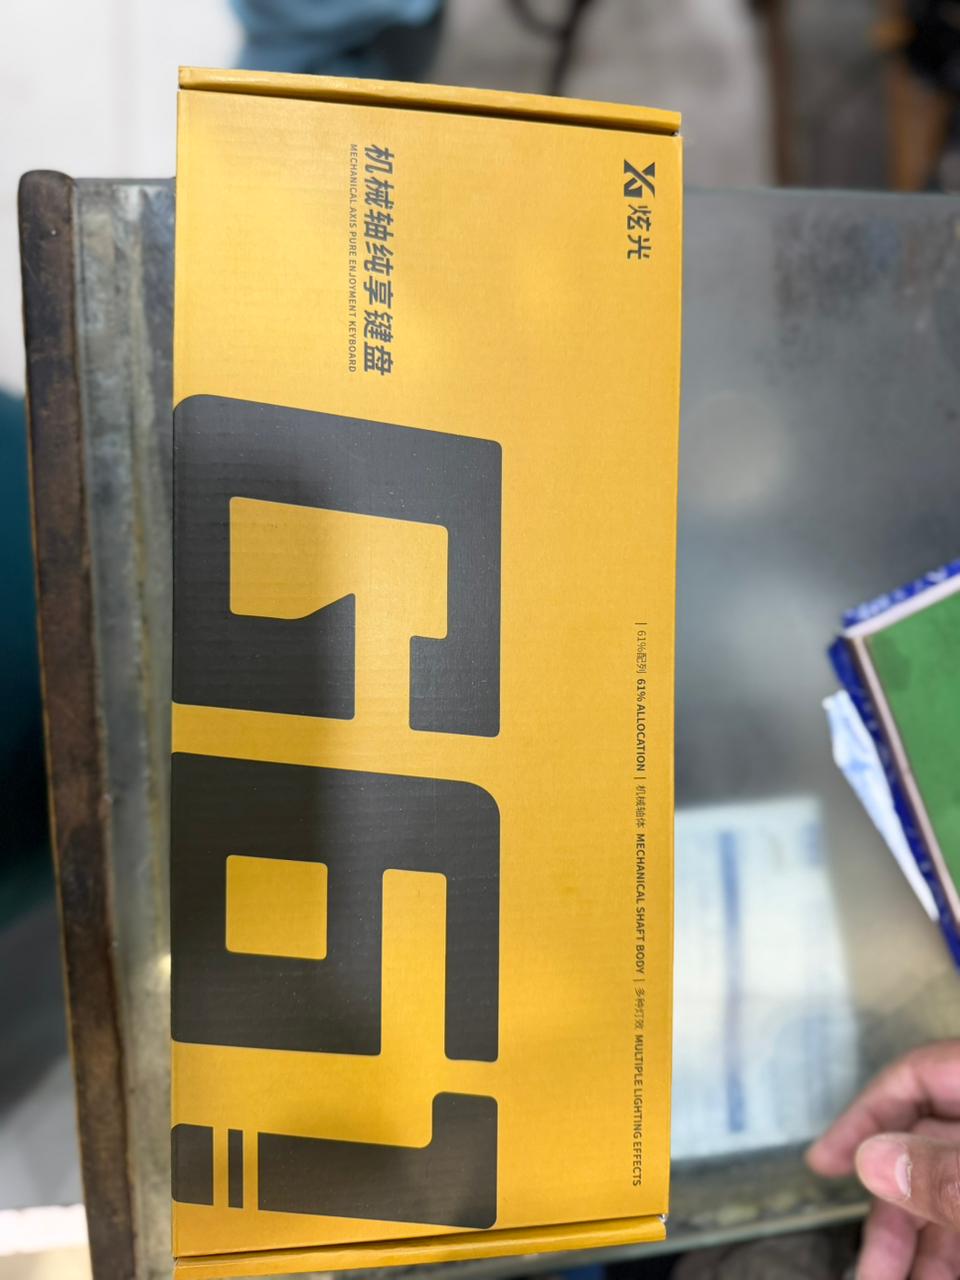 炫光
| 61%配列 61% ALLOCATION | 机械轴体 MECHANICAL SHAFT BODY | 多种灯效 MULTIPLE LIGHTING EFFECTS
机械轴纯享键盘
MECHANICAL AXIS PURE ENJOYMENT KEYBOARD
G61